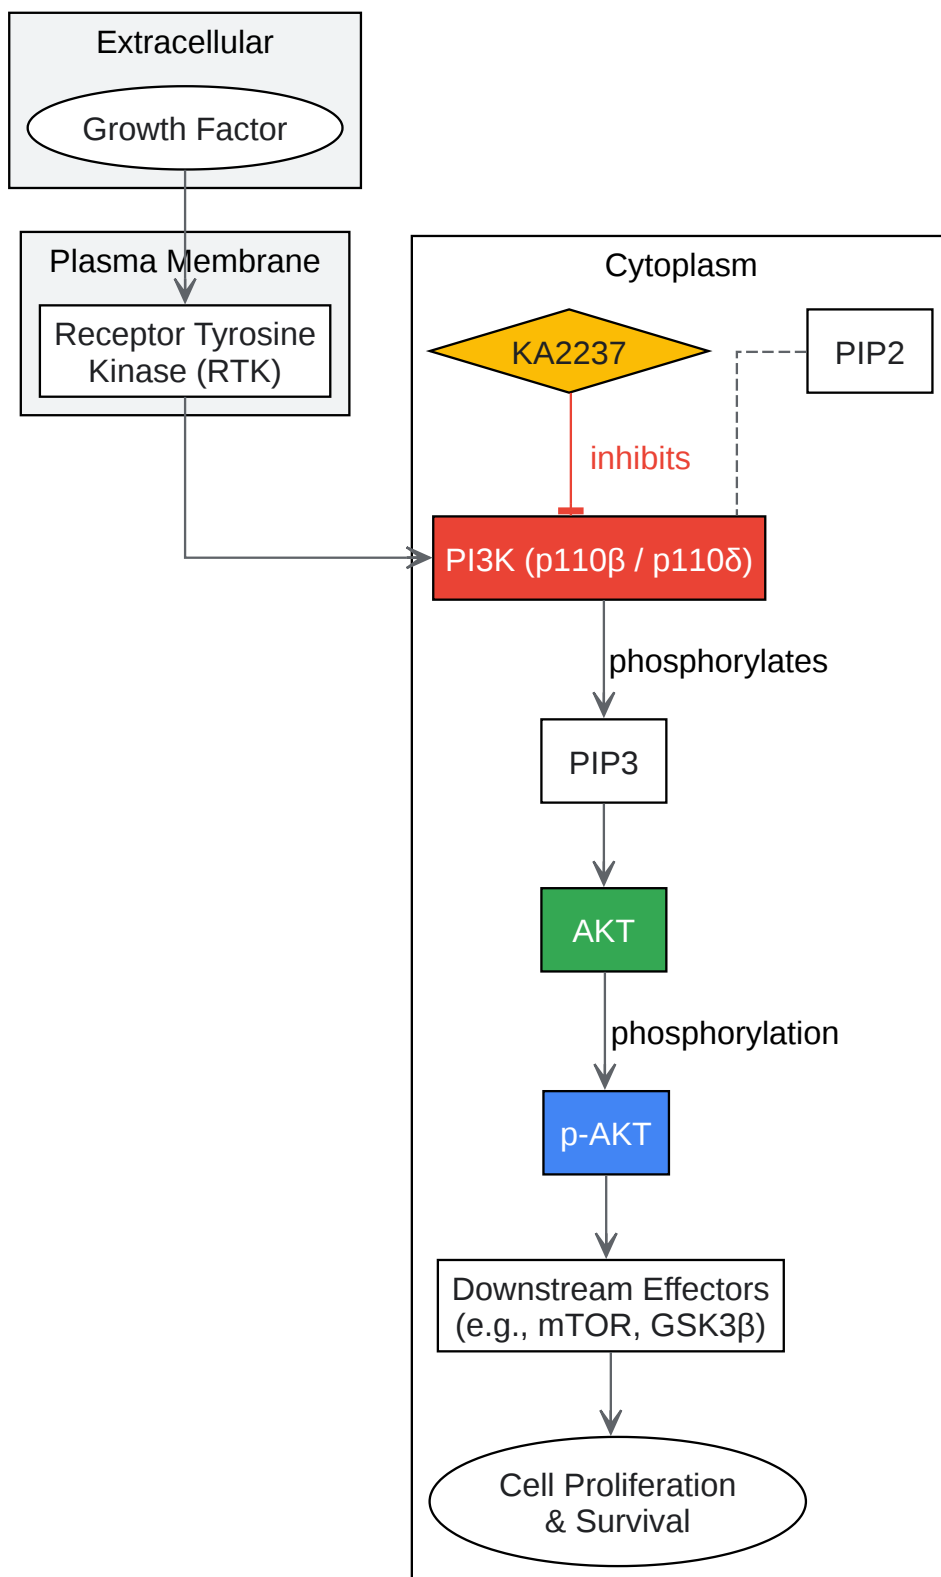 Extracellular
Growth Factor
Plasma Membrane
Receptor Tyrosine
Kinase (RTK)
Cytoplasm
KA2237
PIP2
inhibits
PI3K (p110β / p110δ)
phosphorylates
PIP3
AKT
phosphorylation
p-AKT
Downstream Effectors
(e.g., mTOR, GSK3β)
Cell Proliferation
& Survival